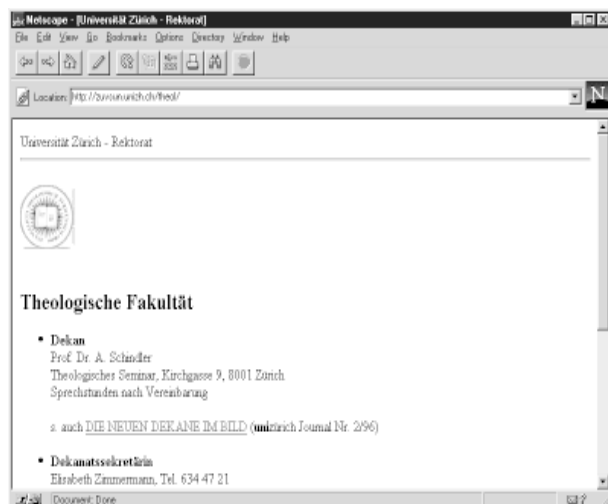 Netscape - [Universität Zürich - Rektorat]
File Edit View Go Bookmarks Options Directory Window Help
Location: http://zuvsun.unizh.ch/theol/
N
Universität Zürich - Rektorat
Theologische Fakultät
• Dekan
Prof. Dr. A. Schindler
Theologisches Seminar, Kirchgasse 9, 8001 Zürich
Sprechstunden nach Vereinbarung
s. auch DIE NEUEN DEKANE IM BILD (unizürich Journal Nr. 2/96)
• Dekanatssekretärin
Elisabeth Zimmermann, Tel. 634 47 21
Document: Done